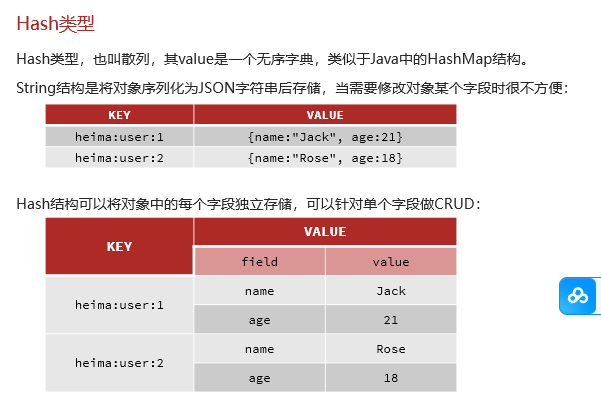 Hash类型
Hash类型，也叫散列，其value是一个无序字典，类似于Java中的HashMap结构。
String结构是将对象序列化为JSON字符串后存储，当需要修改对象某个字段时很不方便：
KEY VALUE
heima:user:1 {name:"Jack", age:21}
heima:user:2 {name:"Rose", age:18}
Hash结构可以将对象中的每个字段独立存储，可以针对单个字段做CRUD：
KEY VALUE
field value
heima:user:1 name Jack
age 21
heima:user:2 name Rose
age 18